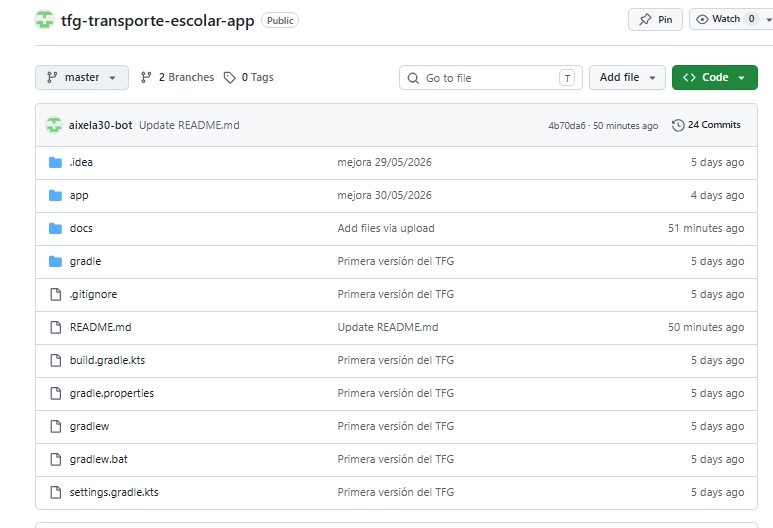 tfg-transporte-escolar-app Public Pin Watch 0
master 2 Branches 0 Tags Go to file T Add file Code
aixela30-bot Update README.md 4b70da6 · 50 minutes ago 24 Commits
.idea mejora 29/05/2026 5 days ago
app mejora 30/05/2026 4 days ago
docs Add files via upload 51 minutes ago
gradle Primera versión del TFG 5 days ago
.gitignore Primera versión del TFG 5 days ago
README.md Update README.md 50 minutes ago
build.gradle.kts Primera versión del TFG 5 days ago
gradle.properties Primera versión del TFG 5 days ago
gradlew Primera versión del TFG 5 days ago
gradlew.bat Primera versión del TFG 5 days ago
settings.gradle.kts Primera versión del TFG 5 days ago